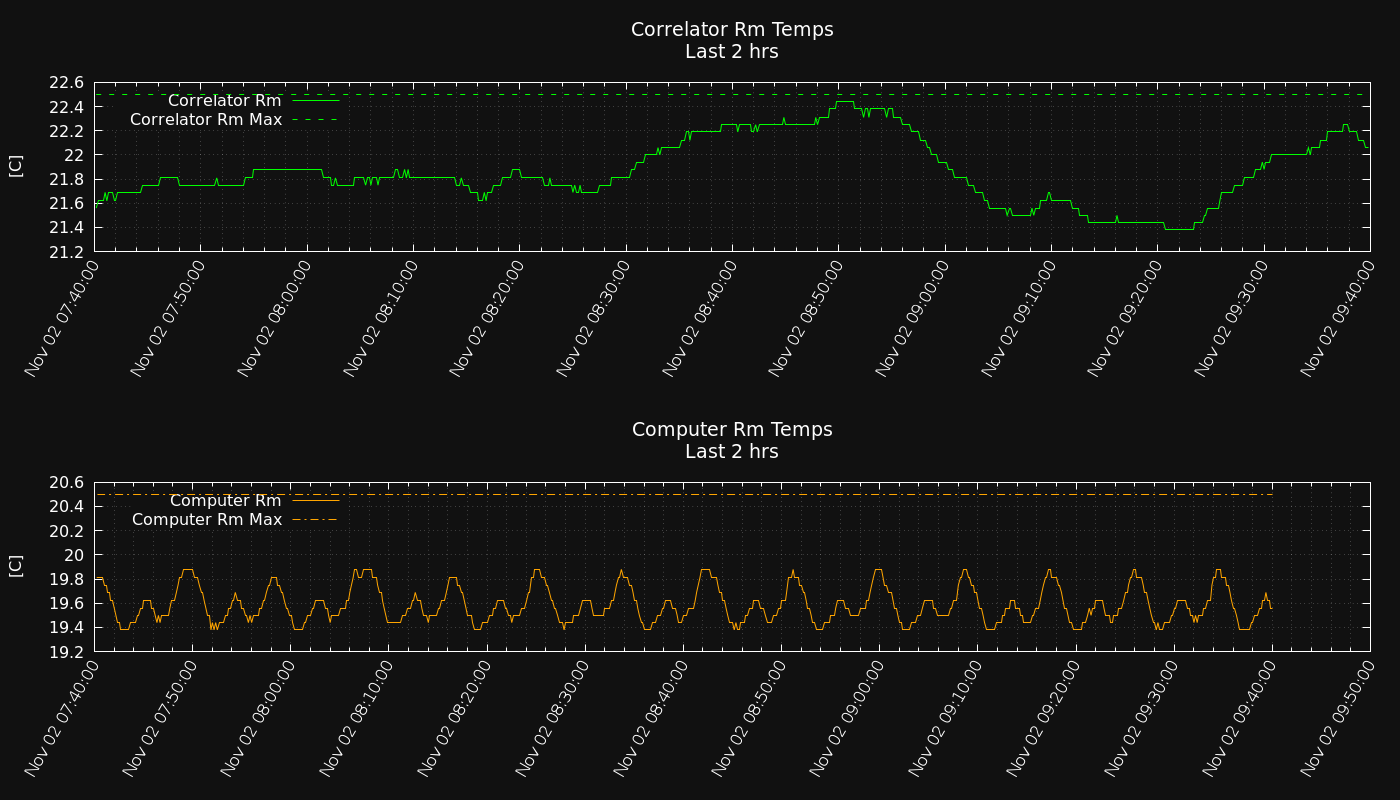 Correlator Rm Temps
Last 2 hrs
22.6
22.4
22.2
22
21.8
21.6
21.4
21.2
[C]
Correlator Rm
Correlator Rm Max
Nov 02 07:40:00
Nov 02 07:50:00
Nov 02 08:00:00
Nov 02 08:10:00
Nov 02 08:20:00
Nov 02 08:30:00
Nov 02 08:40:00
Nov 02 08:50:00
Nov 02 09:00:00
Nov 02 09:10:00
Nov 02 09:20:00
Nov 02 09:30:00
Nov 02 09:40:00
Computer Rm Temps
Last 2 hrs
20.6
20.4
20.2
20
19.8
19.6
19.4
19.2
[C]
Computer Rm
Computer Rm Max
Nov 02 07:40:00
Nov 02 07:50:00
Nov 02 08:00:00
Nov 02 08:10:00
Nov 02 08:20:00
Nov 02 08:30:00
Nov 02 08:40:00
Nov 02 08:50:00
Nov 02 09:00:00
Nov 02 09:10:00
Nov 02 09:20:00
Nov 02 09:30:00
Nov 02 09:40:00
Nov 02 09:50:00